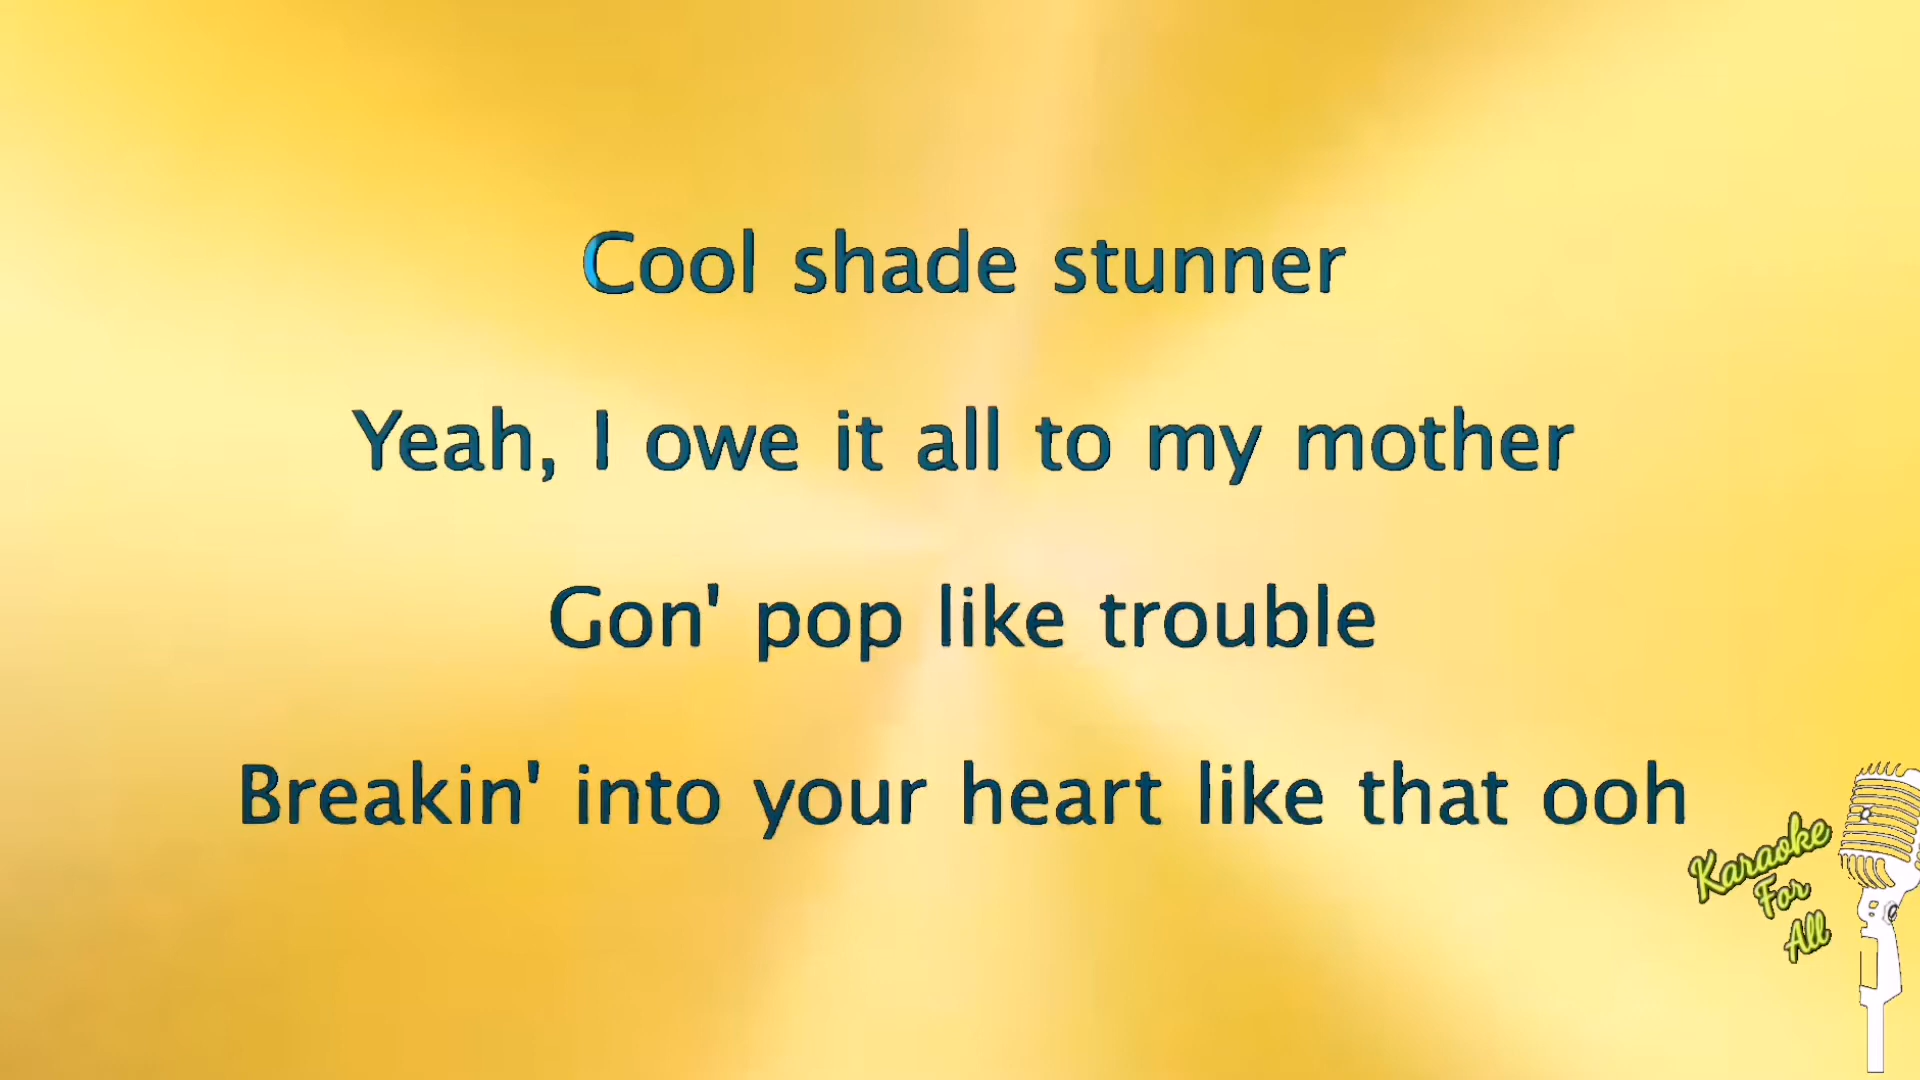 Cool shade stunner
Yeah, I owe it all to my mother
Gon' pop like trouble
Breakin' into your heart like that ooh
Karaoke
For
All